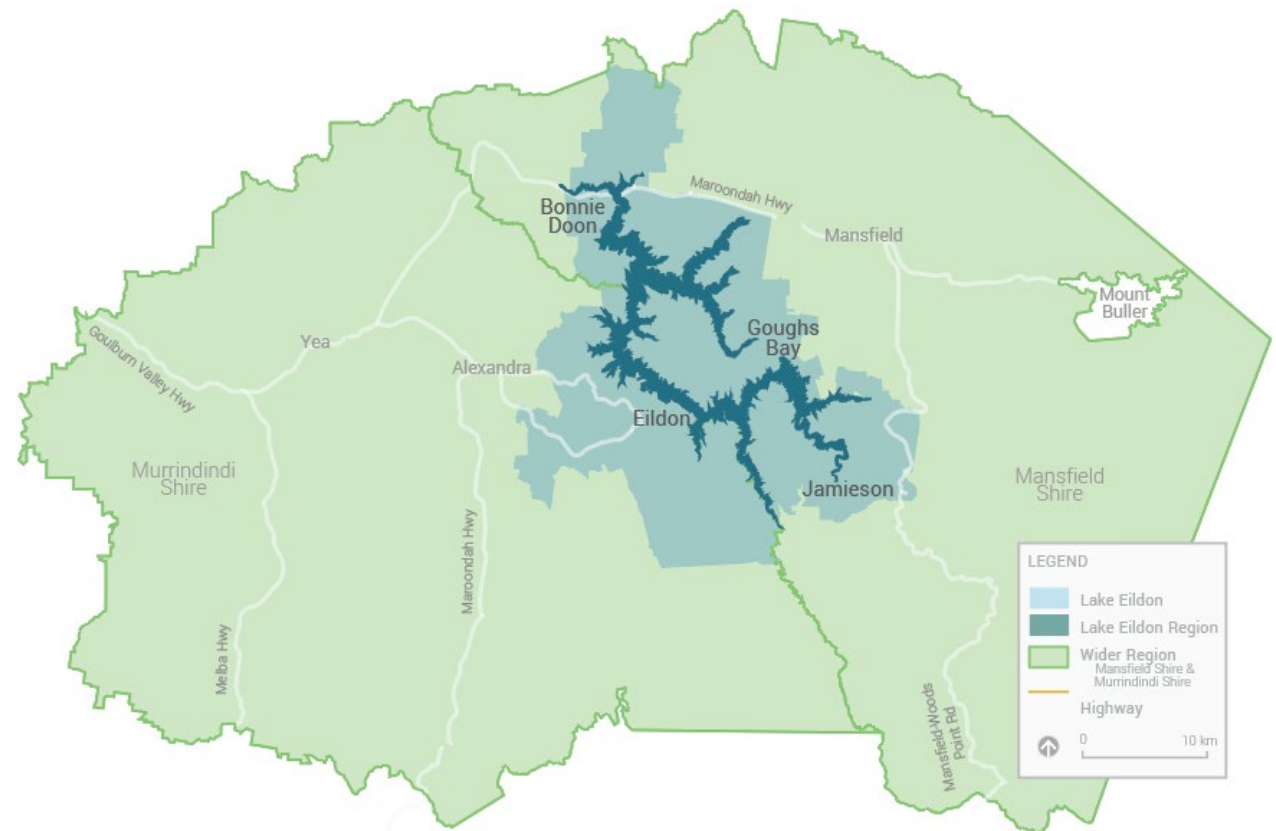 Maroondah Hwy
Bonnie
Doon
Mansfield
Mount
Buller
Goulburn Valley Hwy
Yea
Goughs
Bay
Alexandra
Eildon
Murrindindi
Shire
Jamieson
Mansfield
Shire
Maroondah Hwy
Melba Hwy
Mansfield-Woods
Point Rd
LEGEND
Lake Eildon
Lake Eildon Region
Wider Region
Mansfield Shire &
Murrindindi Shire
Highway
0 10 km